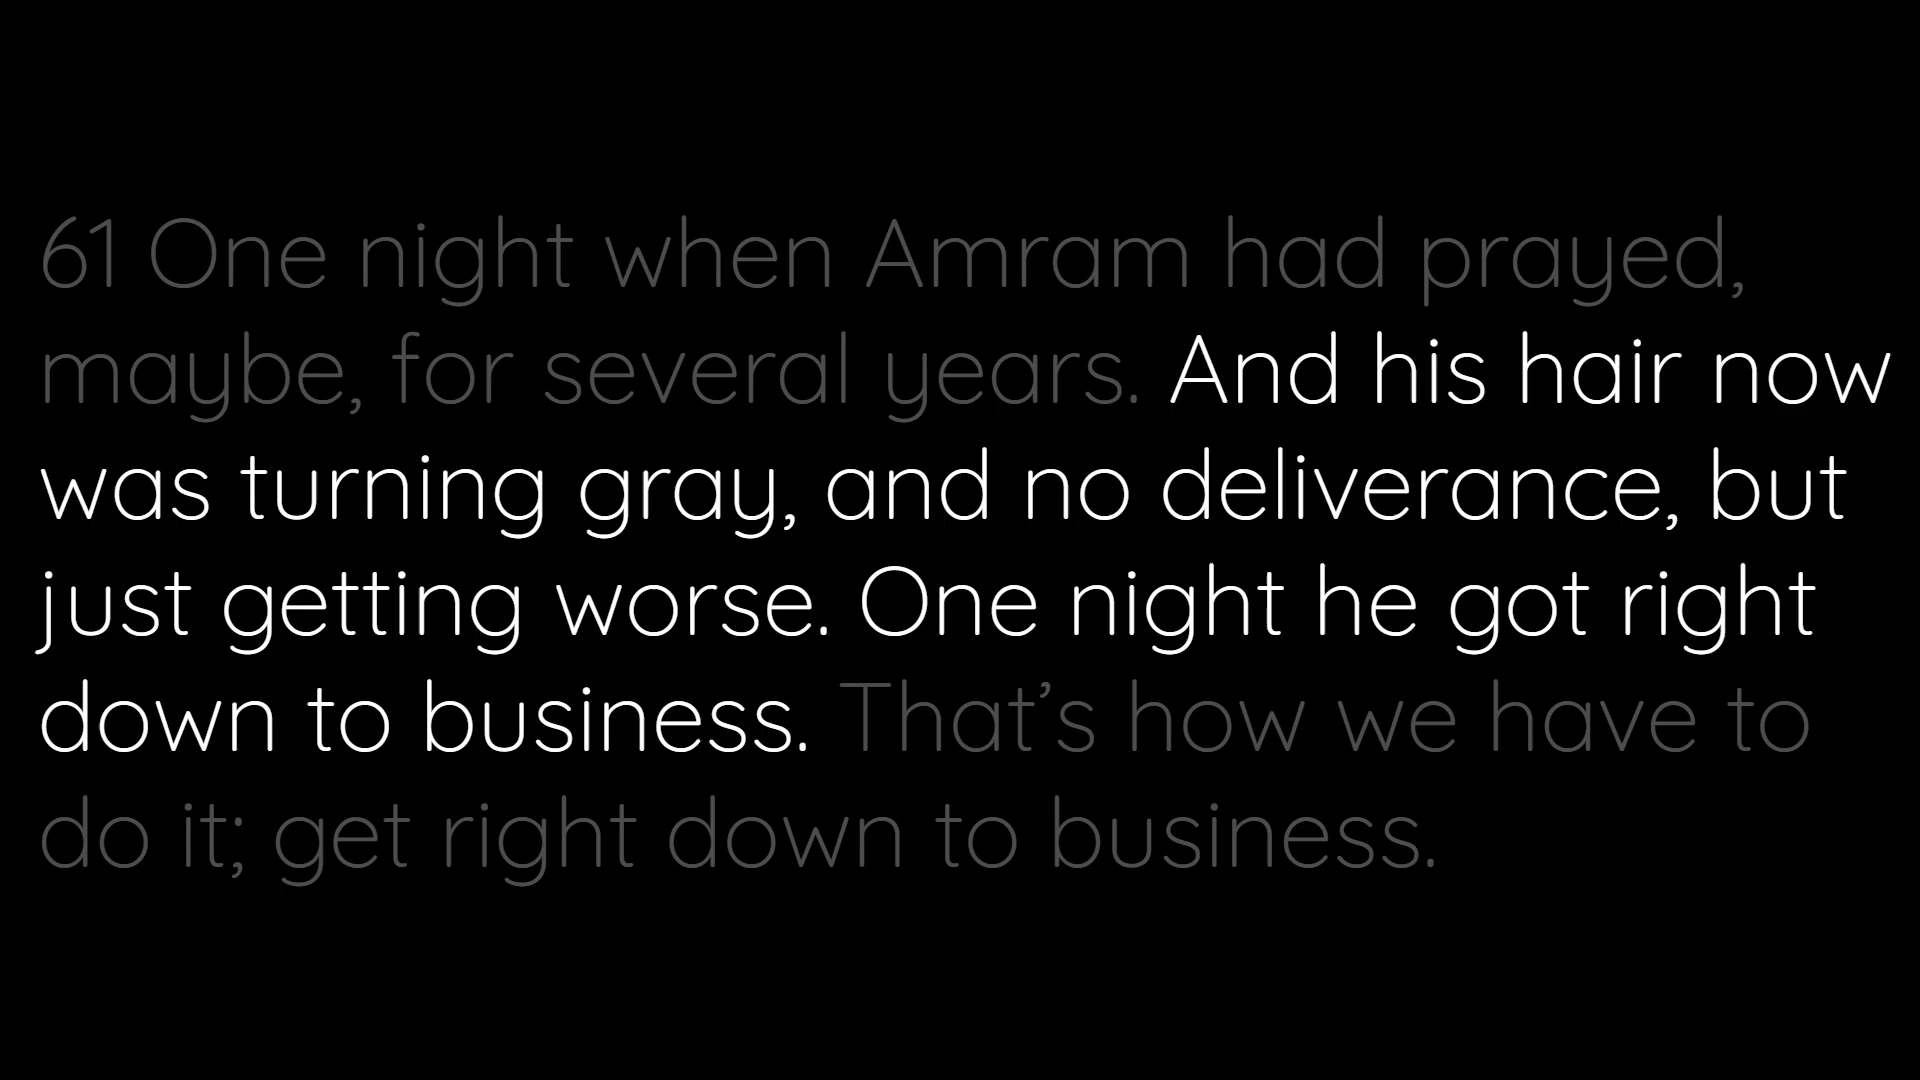 61 One night when Amram had prayed,
maybe, for several years. And his hair now
was turning gray, and no deliverance, but
just getting worse. One night he got right
down to business. That’s how we have to
do it; get right down to business.